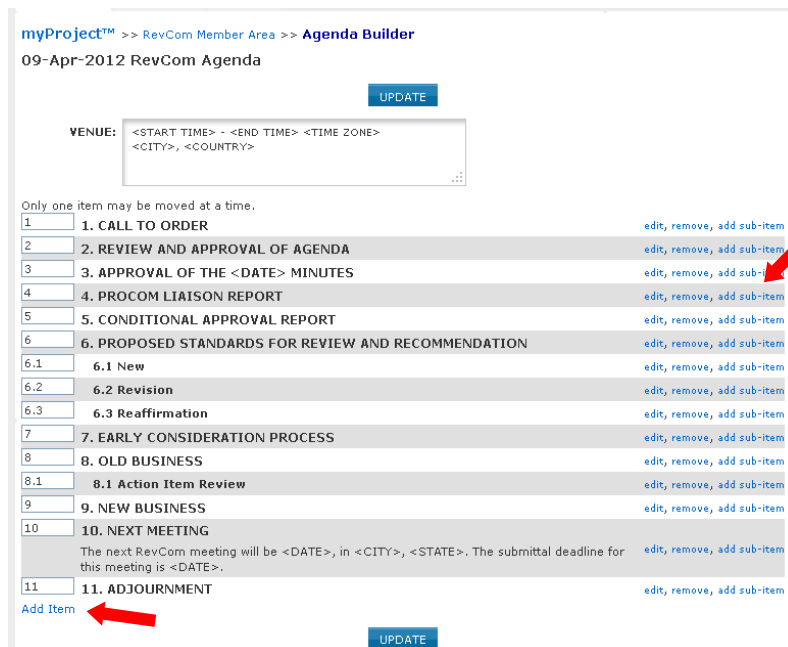 myProject™ >> RevCom Member Area >> Agenda Builder
09-Apr-2012 RevCom Agenda
UPDATE
VENUE: <START TIME> - <END TIME> <TIME ZONE>
<CITY>, <COUNTRY>
Only one item may be moved at a time.
1 1. CALL TO ORDER edit, remove, add sub-item
2 2. REVIEW AND APPROVAL OF AGENDA edit, remove, add sub-item
3 3. APPROVAL OF THE <DATE> MINUTES edit, remove, add
4 4. PROCOM LIAISON REPORT edit, remove, add sub-item
5 5. CONDITIONAL APPROVAL REPORT edit, remove, add sub-item
6 6. PROPOSED STANDARDS FOR REVIEW AND RECOMMENDATION edit, remove, add sub-item
6.1 6.1 New edit, remove, add sub-item
6.2 6.2 Revision edit, remove, add sub-item
6.3 6.3 Reaffirmation edit, remove, add sub-item
7 7. EARLY CONSIDERATION PROCESS edit, remove, add sub-item
8 8. OLD BUSINESS edit, remove, add sub-item
8.1 8.1 Action Item Review edit, remove, add sub-item
9 9. NEW BUSINESS edit, remove, add sub-item
10 10. NEXT MEETING
The next RevCom meeting will be <DATE>, in <CITY>, <STATE>. The submittal deadline for edit, remove, add sub-item
this meeting is <DATE>.
11 11. ADJOURNMENT edit, remove, add sub-item
Add Item
UPDATE